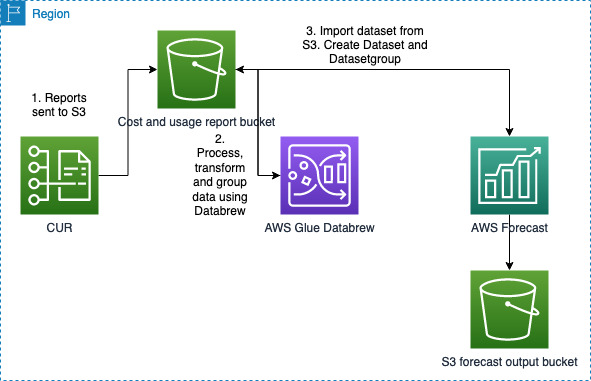 Region
3. Import dataset from
S3. Create Dataset and
Datasetgroup
1. Reports
sent to S3
Cost and usage report bucket
2.
Process,
transform
and group
data using
Databrew
CUR
AWS Glue Databrew
AWS Forecast
S3 forecast output bucket